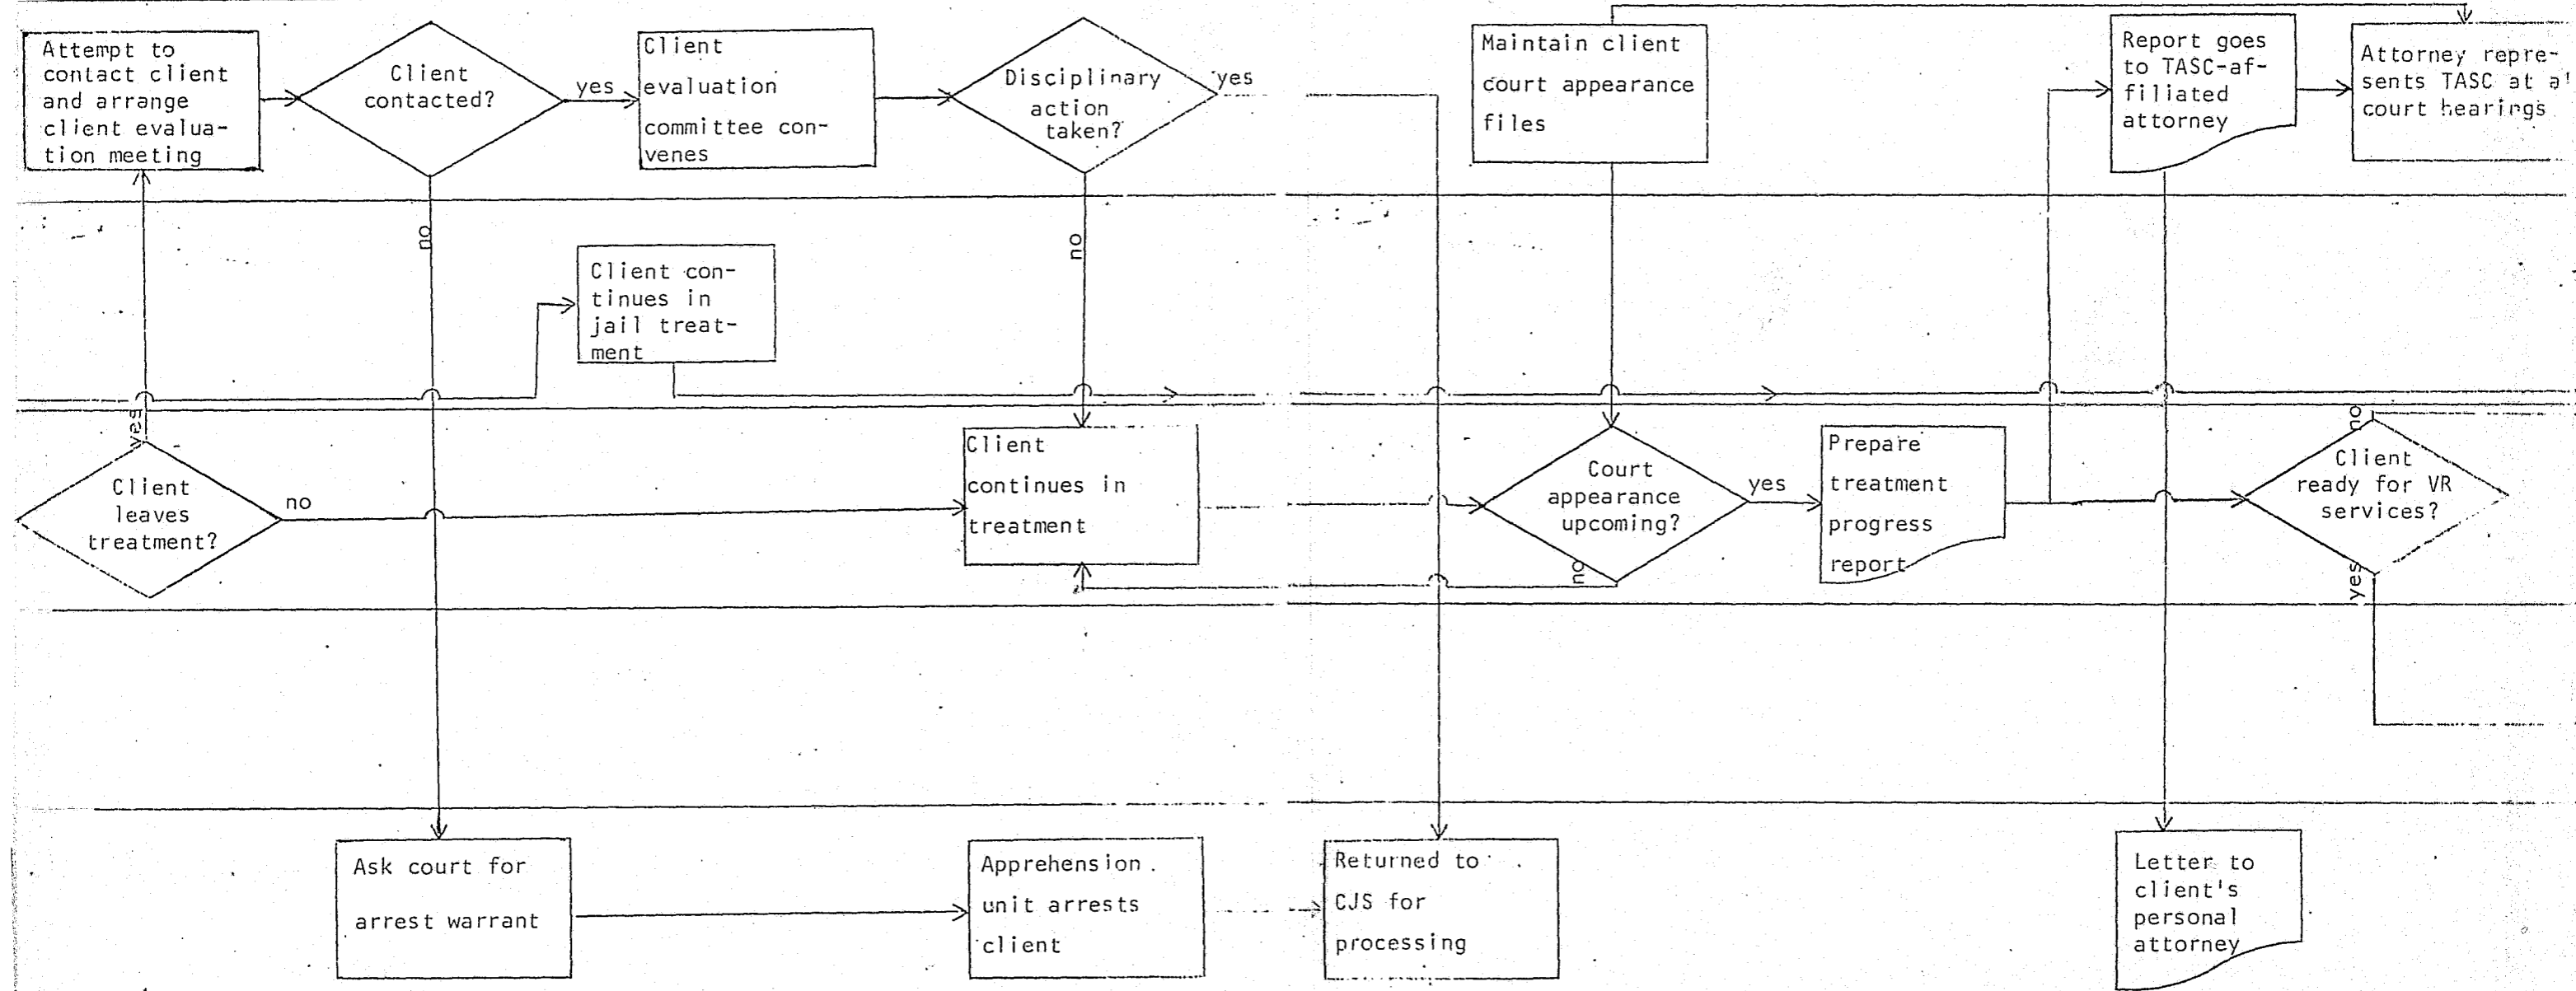 Attempt to
contact client
and arrange
client evalua-
tion meeting
Client
contacted?
yes
no
Client
evaluation
committee con-
venes
Disciplinary
action
taken?
yes
no
Maintain client
court appearance
files
Report goes
to TASC-af-
filiated
attorney
Attorney repre-
sents TASC at
court hearings
Client con-
tinues in
jail treat-
ment
yes
Client
leaves
treatment?
no
Client
continues in
treatment
Court
appearance
upcoming?
yes
no
Prepare
treatment
progress
report
no
Client
ready for VR
services?
yes
Ask court for
arrest warrant
Apprehension
unit arrests
client
Returned to
CJS for
processing
Letter to
client's
personal
attorney